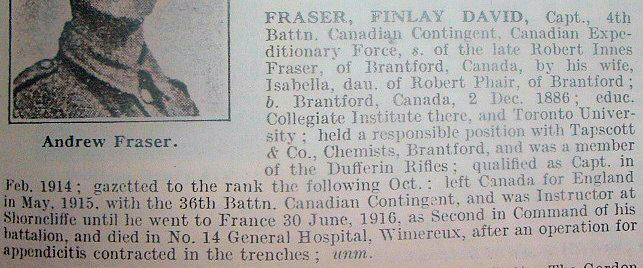 FRASER, FINLAY DAVID, Capt., 4th
Battn. Canadian Contingent. Canadian Expe-
ditionary Force, s. of the late Robert Innes
Fraser, of Brantford, Canada, by his wife,
Isabella, dau. of Robert Phair, of Brantford;
b. Brantford, Canada, 2 Dec. 1886; educ.
Collegiate Institute there, and Toronto Univer-
sity; held a responsible position with Tapscott
& Co., Chemists, Brantford, and was a member
of the Dufferin Rifles; qualified as Capt. in
Feb. 1914; gazetted to the rank the following Oct.: left Canada for England
in May, 1915, with the 36th Battn. Canadian Contingent, and was Instructor at
Shorncliffe until he went to France 30 June, 1916, as Second in Command of his
battalion, and died in No. 14 General Hospital, Wimereux, after an operation for
appendicitis contracted in the trenches; unm.
Andrew Fraser.
The Gordon